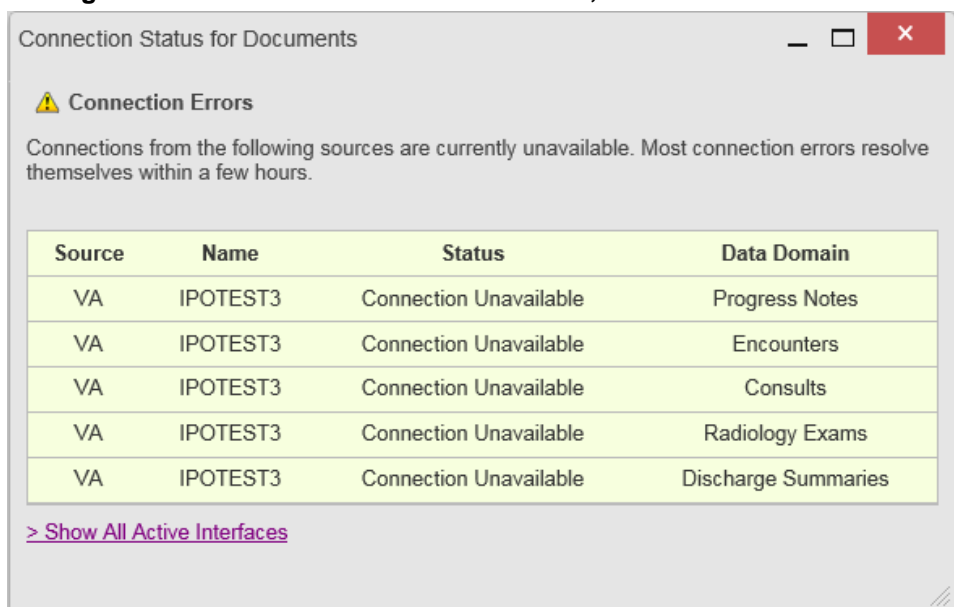 Connection Status for Documents
Connection Errors
Connections from the following sources are currently unavailable. Most connection errors resolve
themselves within a few hours.
Source Name Status Data Domain
VA IPOTEST3 Connection Unavailable Progress Notes
VA IPOTEST3 Connection Unavailable Encounters
VA IPOTEST3 Connection Unavailable Consults
VA IPOTEST3 Connection Unavailable Radiology Exams
VA IPOTEST3 Connection Unavailable Discharge Summaries
> Show All Active Interfaces